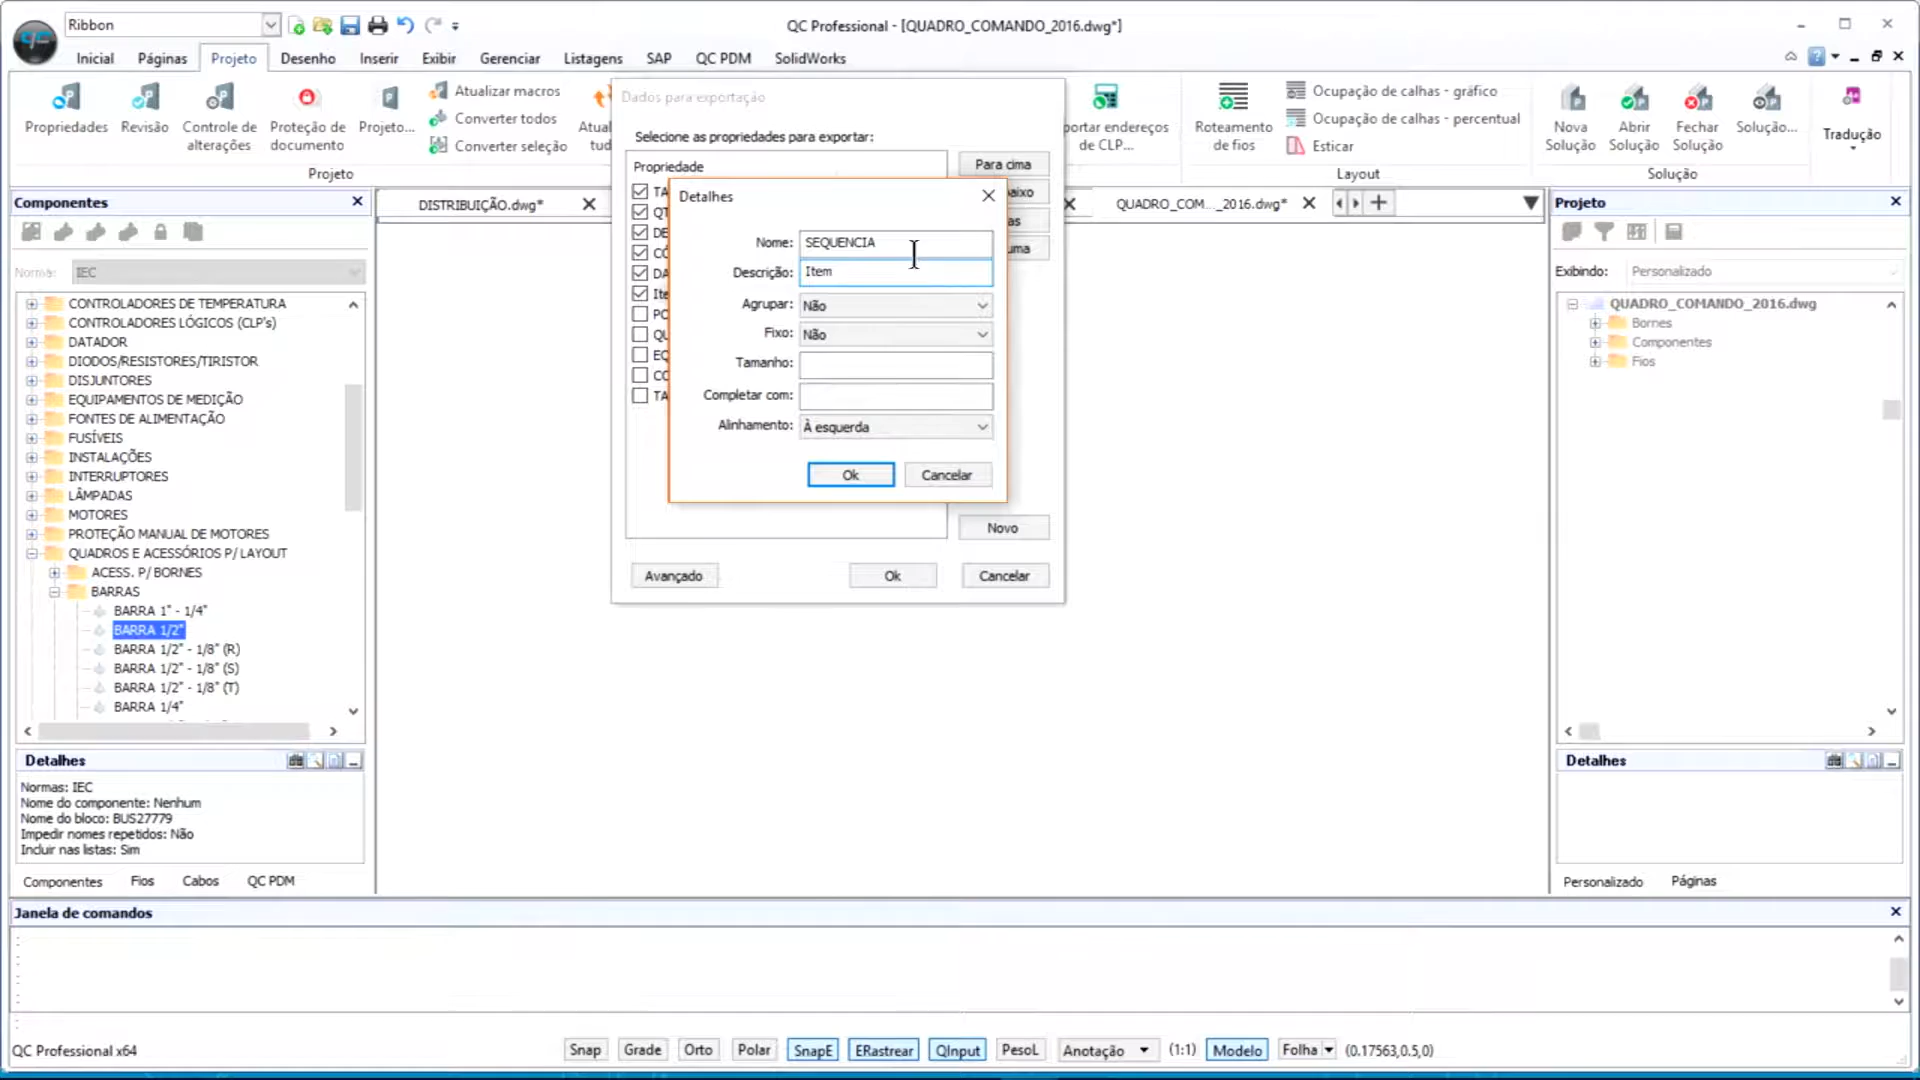 Ribbon
QC Professional - [QUADRO_COMANDO_2016.dwg*]
Inicial Páginas Projeto Desenho Inserir Exibir Gerenciar Listagens SAP QC PDM SolidWorks
Propriedades
Revisão
Controle de alterações
Proteção de documento
Projeto...
Atualizar macros
Converter todos
Converter seleção
Projeto
portar endereços
de CLP...
Roteamento de fios
Ocupação de calhas - gráfico
Ocupação de calhas - percentual
Esticar
Layout
Nova Solução
Abrir Solução
Fechar Solução
Solução...
Solução
Tradução
Componentes
Norma: IEC
CONTROLADORES DE TEMPERATURA
CONTROLADORES LÓGICOS (CLP's)
DATADOR
DIODOS/RESISTORES/TIRISTOR
DISJUNTORES
EQUIPAMENTOS DE MEDIÇÃO
FONTES DE ALIMENTAÇÃO
FUSÍVEIS
INSTALAÇÕES
INTERRUPTORES
LÂMPADAS
MOTORES
PROTEÇÃO MANUAL DE MOTORES
QUADROS E ACESSÓRIOS P/ LAYOUT
ACESS. P/ BORNES
BARRAS
BARRA 1" - 1/4"
BARRA 1/2"
BARRA 1/2" - 1/8" (R)
BARRA 1/2" - 1/8" (S)
BARRA 1/2" - 1/8" (T)
BARRA 1/4"
Detalhes
Normas: IEC
Nome do componente: Nenhum
Nome do bloco: BUS27779
Impedir nomes repetidos: Não
Incluir nas listas: Sim
Componentes Fios Cabos QC PDM
DISTRIBUIÇÃO.dwg*
QUADRO_COM..._2016.dwg*
Dados para exportação
Selecione as propriedades para exportar:
Propriedade
Para cima
Detalhes
Nome: SEQUENCIA
Descrição: Item
Agrupar: Não
Fixo: Não
Tamanho:
Completar com:
Alinhamento: À esquerda
Ok Cancelar
Novo
Avançado Ok Cancelar
Projeto
Exibindo: Personalizado
QUADRO_COMANDO_2016.dwg
Bornes
Componentes
Fios
Detalhes
Personalizado Páginas
Janela de comandos
QC Professional x64
Snap Grade Orto Polar SnapE ERastrear QInput PesoL Anotação (1:1) Modelo Folha (0.17563,0.5,0)